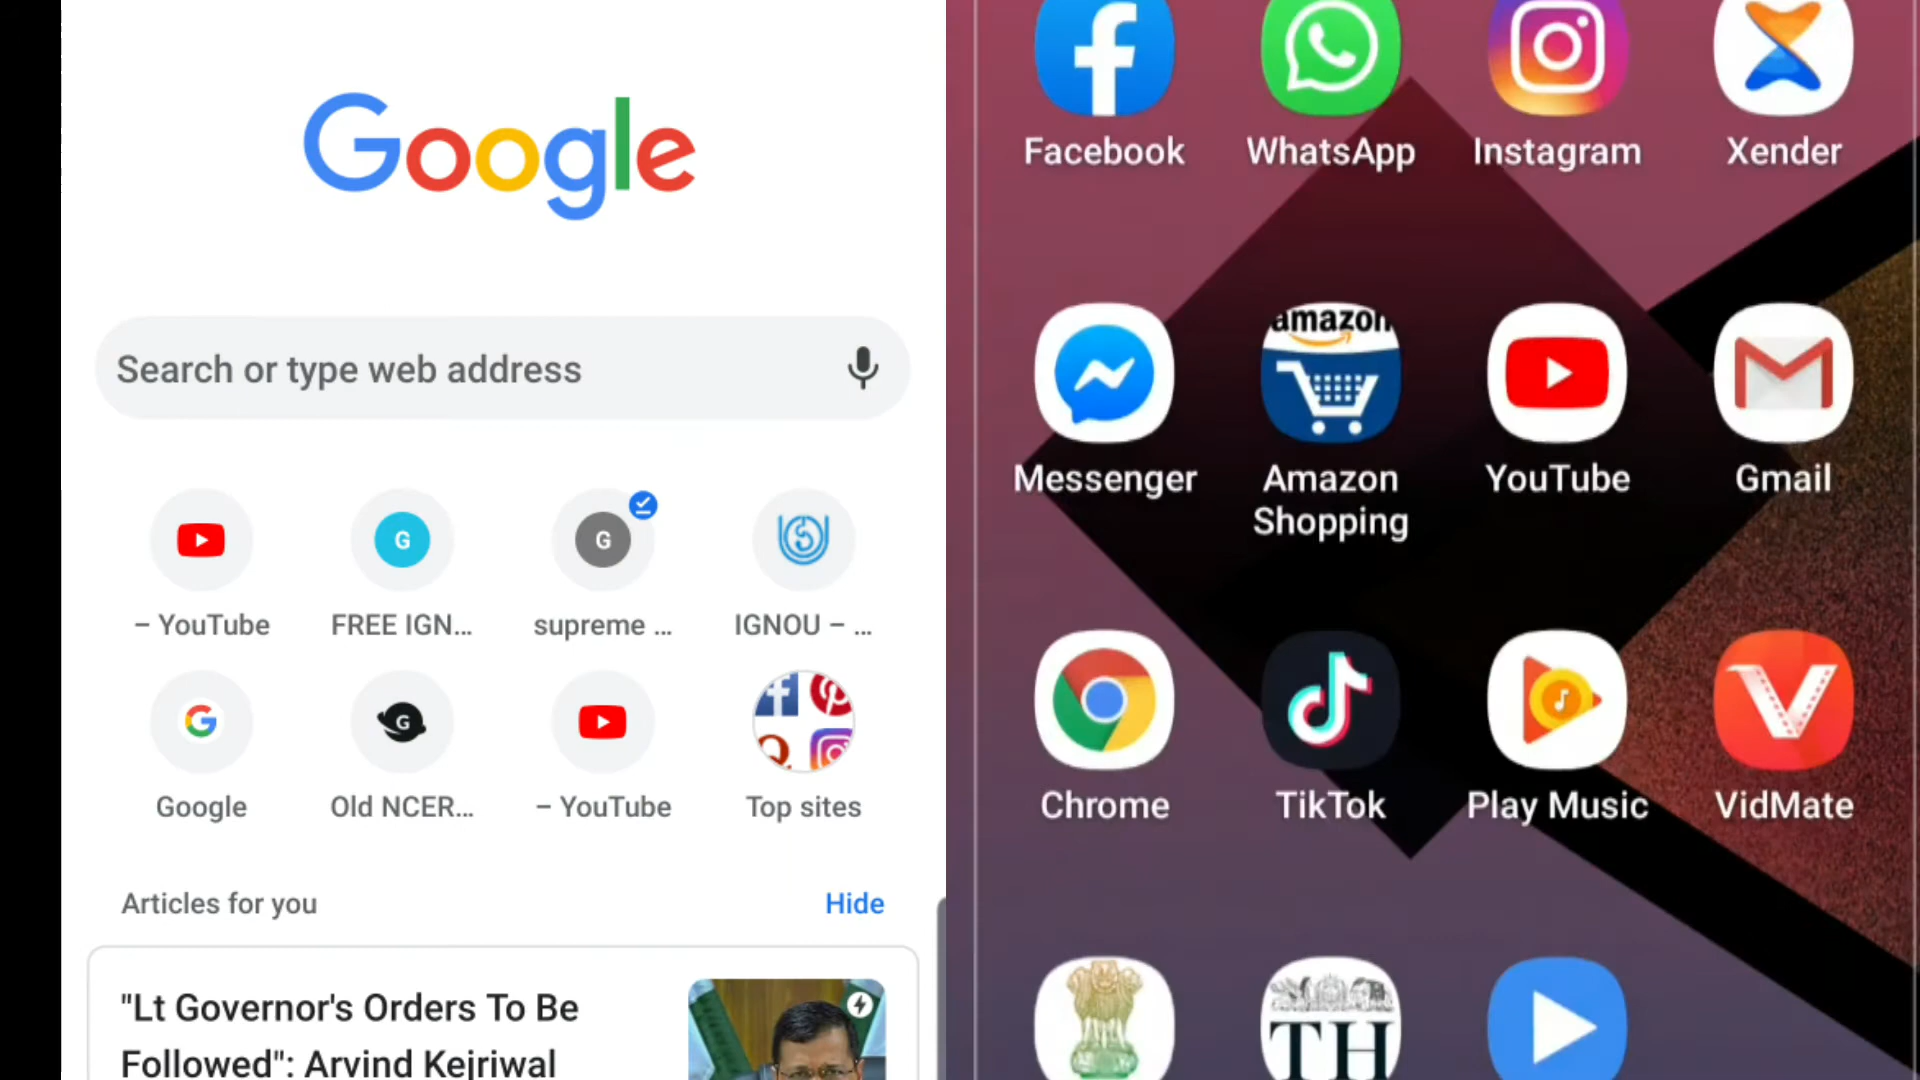 Google
Search or type web address
G
G
– YouTube
FREE IGN...
supreme ...
IGNOU – ...
G
Google
Old NCER...
– YouTube
Top sites
Articles for you
Hide
"Lt Governor's Orders To Be
Followed": Arvind Kejriwal
Facebook
WhatsApp
Instagram
Xender
amazon
Messenger
Amazon
Shopping
YouTube
Gmail
Chrome
TikTok
Play Music
VidMate
TH